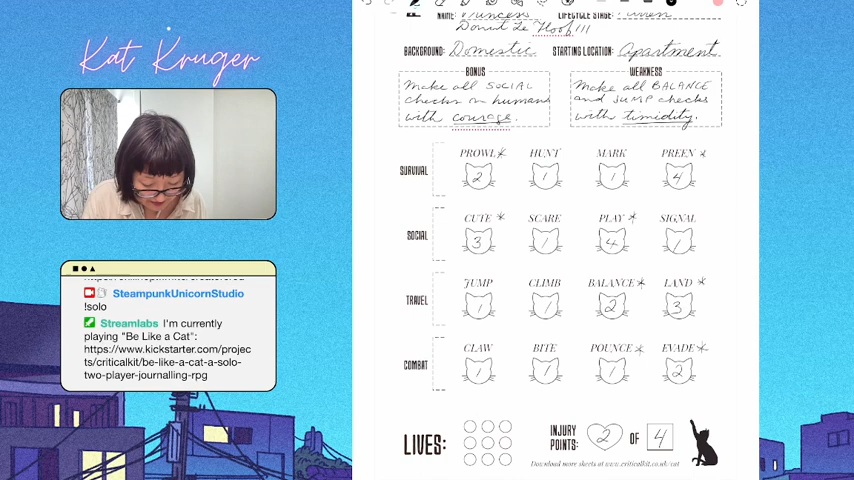 Kat Kruger
SteampunkUnicornStudio
!solo
Streamlabs I'm currently
playing "Be Like a Cat":
https://www.kickstarter.com/projec
ts/criticalkit/be-like-a-cat-a-solo-
two-player-journalling-rpg
NAME: Princess LIFECYCLE STAGE:
Donut Le Hoof!!!
BACKGROUND: Domestic STARTING LOCATION: Apartment
BONUS WEAKNESS
Make all SOCIAL Make all BALANCE
checks on humans and JUMP checks
with courage. with timidity.
SURVIVAL PROWL* HUNT MARK PREEN*
2 1 1 4
SOCIAL CUTE* SCARE PLAY* SIGNAL
3 1 4 1
TRAVEL JUMP CLIMB BALANCE* LAND*
1 1 2 3
COMBAT CLAW BITE POUNCE* EVADE*
1 1 1 2
LIVES: INJURY POINTS: 2 OF 4
Download more sheets at www.criticalkit.co.uk/cat